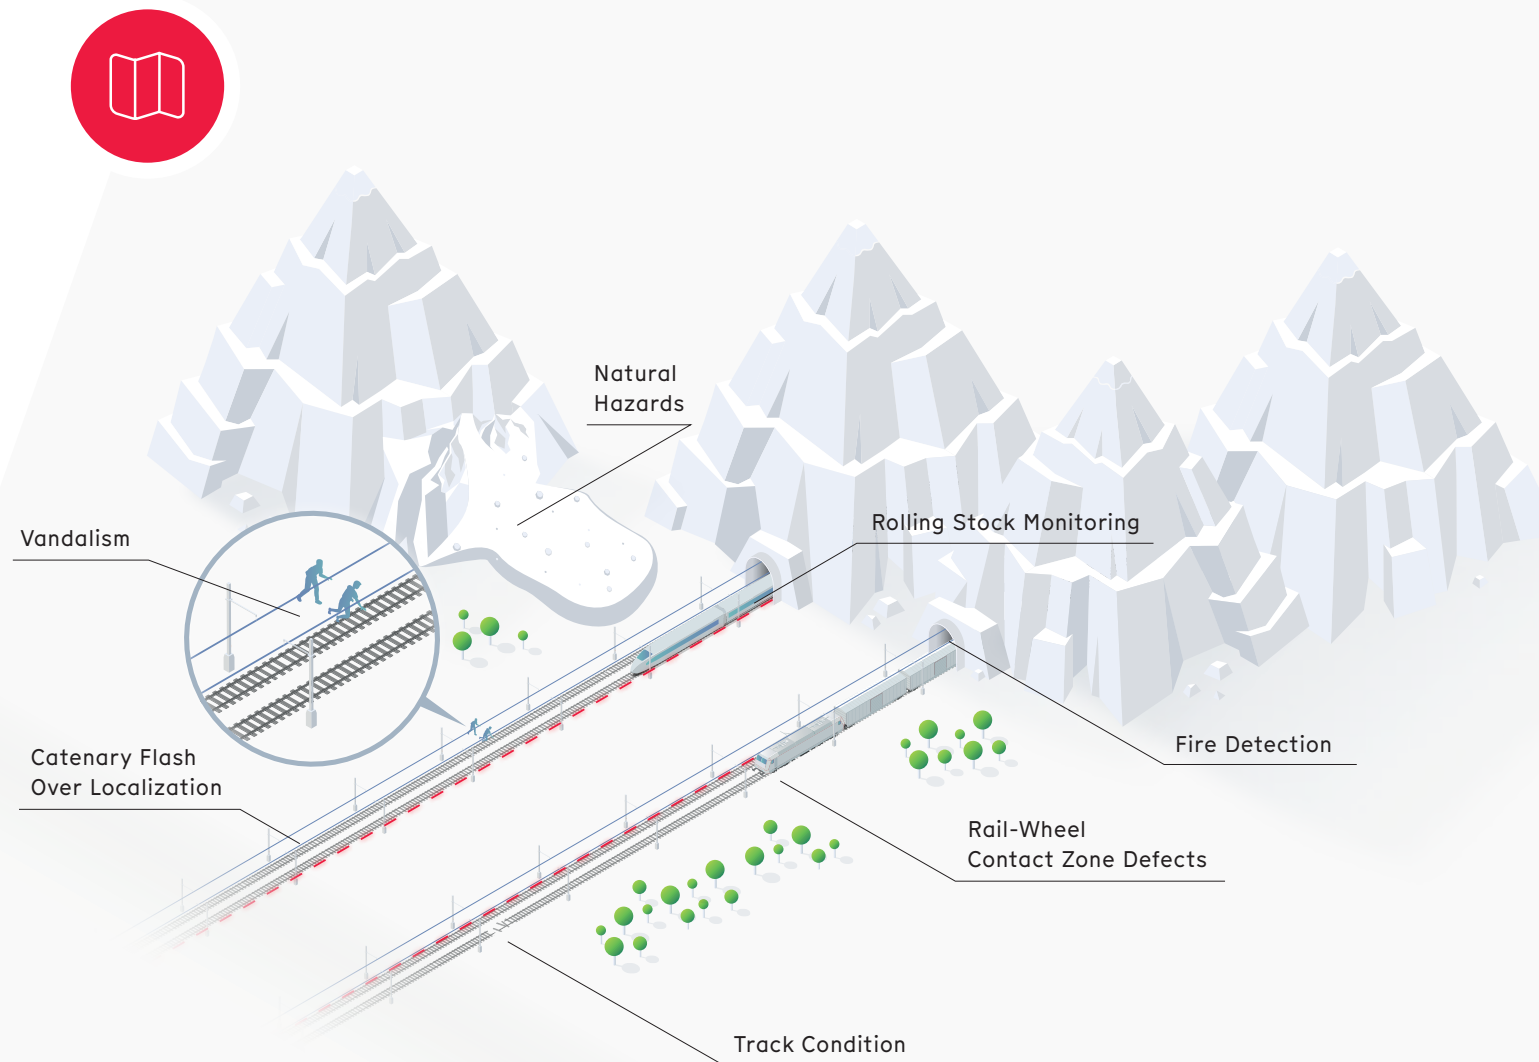 Natural
Hazards
Rolling Stock Monitoring
Vandalism
Catenary Flash
Over Localization
Fire Detection
Rail-Wheel
Contact Zone Defects
Track Condition